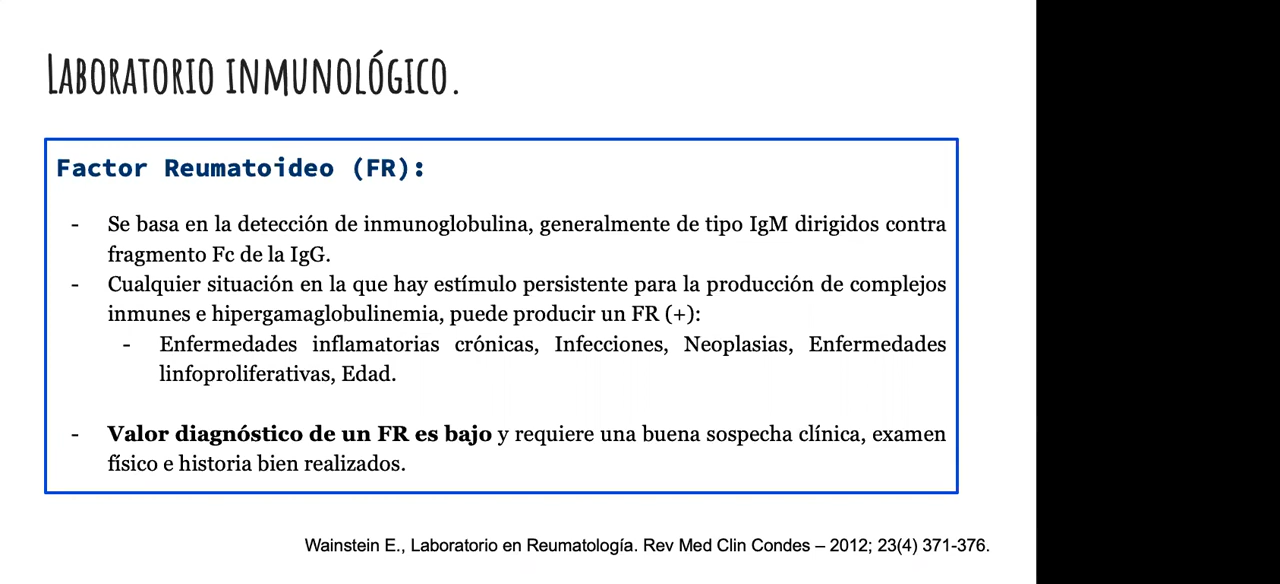 Laboratorio inmunológico.
Factor Reumatoideo (FR):
- Se basa en la detección de inmunoglobulina, generalmente de tipo IgM dirigidos contra
fragmento Fc de la IgG.
- Cualquier situación en la que hay estímulo persistente para la producción de complejos
inmunes e hipergamaglobulinemia, puede producir un FR (+):
- Enfermedades inflamatorias crónicas, Infecciones, Neoplasias, Enfermedades
linfoproliferativas, Edad.
- Valor diagnóstico de un FR es bajo y requiere una buena sospecha clínica, examen
físico e historia bien realizados.
Wainstein E., Laboratorio en Reumatología. Rev Med Clin Condes – 2012; 23(4) 371-376.